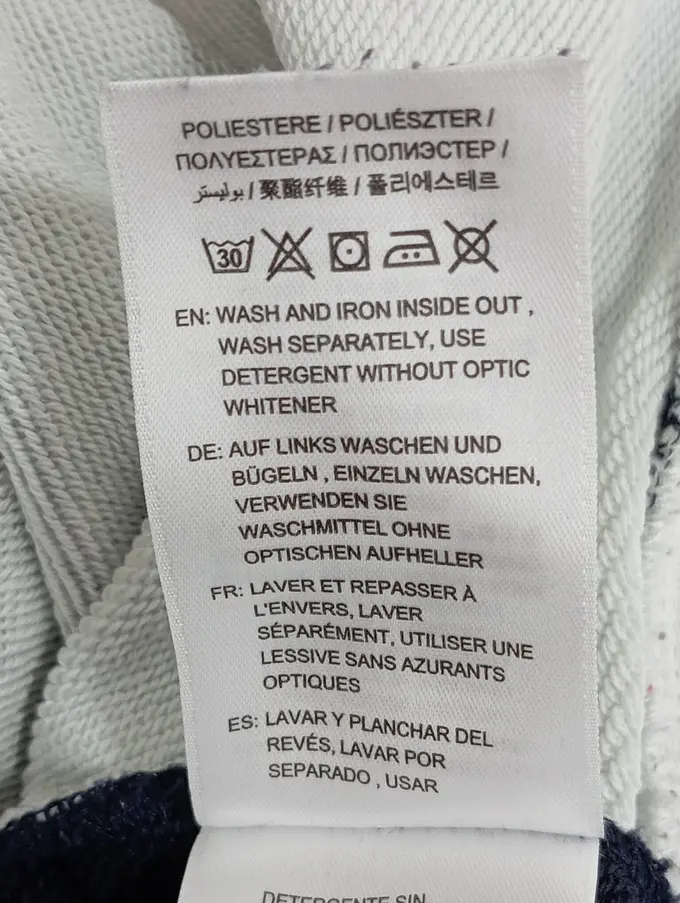 POLIESTERE / POLIÉSZTER /
ΠΟΛΥΕΣΤΕΡΑΣ / ПОЛИЭСТЕР /
بوليستر / 聚酯纤维 / 폴리에스테르
30
EN: WASH AND IRON INSIDE OUT ,
WASH SEPARATELY, USE
DETERGENT WITHOUT OPTIC
WHITENER
DE: AUF LINKS WASCHEN UND
BÜGELN , EINZELN WASCHEN,
VERWENDEN SIE
WASCHMITTEL OHNE
OPTISCHEN AUFHELLER
FR: LAVER ET REPASSER À
L'ENVERS, LAVER
SÉPARÉMENT, UTILISER UNE
LESSIVE SANS AZURANTS
OPTIQUES
ES: LAVAR Y PLANCHAR DEL
REVÉS, LAVAR POR
SEPARADO , USAR
DETERGENTE SIN